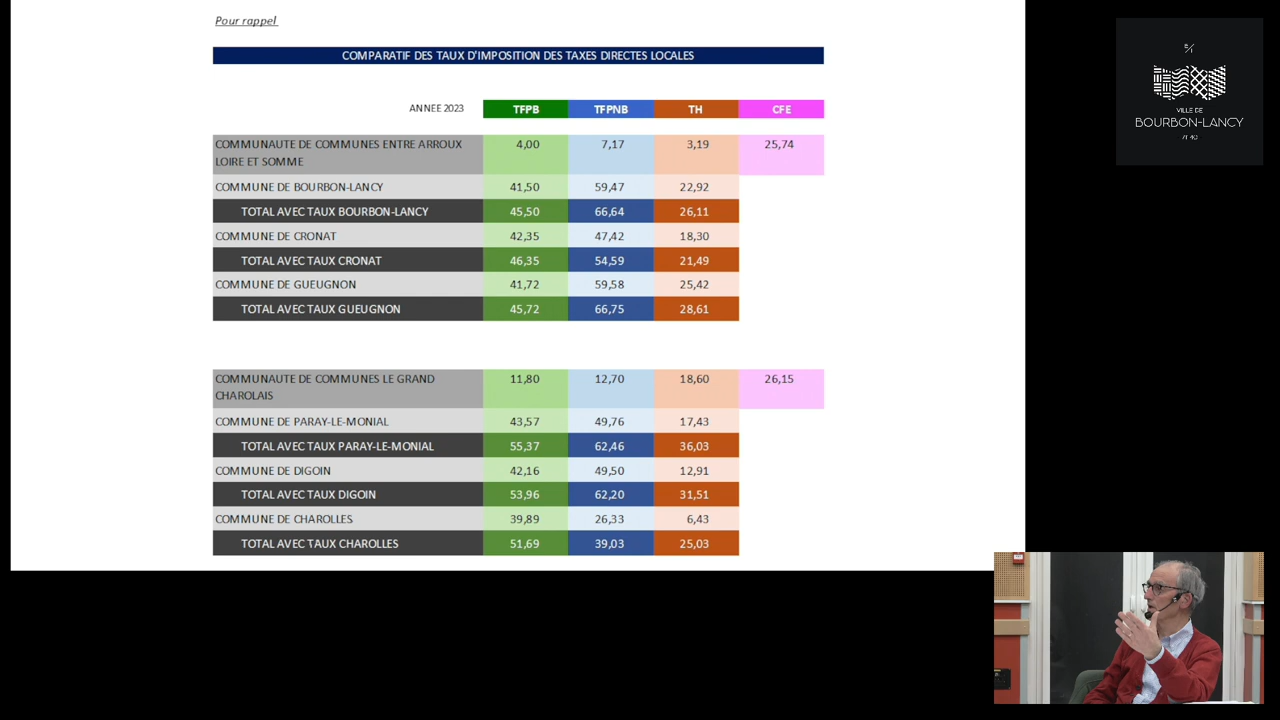 Pour rappel
COMPARATIF DES TAUX D'IMPOSITION DES TAXES DIRECTES LOCALES
ANNEE 2023 TFPB TFPNB TH CFE
COMMUNAUTE DE COMMUNES ENTRE ARROUX 4,00 7,17 3,19 25,74
LOIRE ET SOMME
COMMUNE DE BOURBON-LANCY 41,50 59,47 22,92
TOTAL AVEC TAUX BOURBON-LANCY 45,50 66,64 26,11
COMMUNE DE CRONAT 42,35 47,42 18,30
TOTAL AVEC TAUX CRONAT 46,35 54,59 21,49
COMMUNE DE GUEUGNON 41,72 59,58 25,42
TOTAL AVEC TAUX GUEUGNON 45,72 66,75 28,61
COMMUNAUTE DE COMMUNES LE GRAND 11,80 12,70 18,60 26,15
CHAROLAIS
COMMUNE DE PARAY-LE-MONIAL 43,57 49,76 17,43
TOTAL AVEC TAUX PARAY-LE-MONIAL 55,37 62,46 36,03
COMMUNE DE DIGOIN 42,16 49,50 12,91
TOTAL AVEC TAUX DIGOIN 53,96 62,20 31,51
COMMUNE DE CHAROLLES 39,89 26,33 6,43
TOTAL AVEC TAUX CHAROLLES 51,69 39,03 25,03
VILLE DE
BOURBON-LANCY